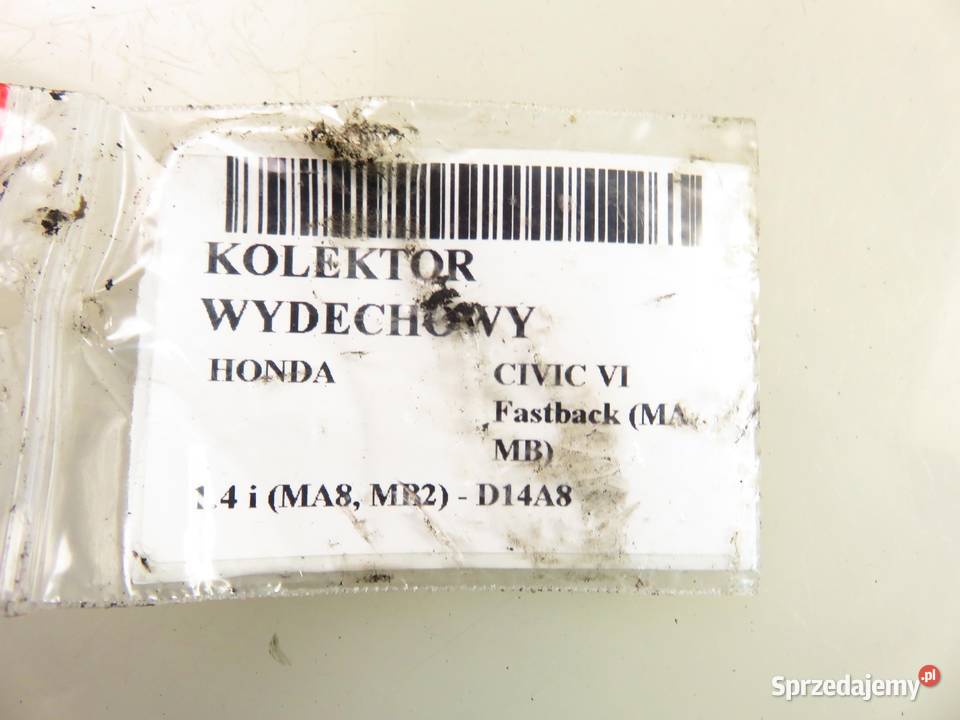 KOLEKTOR
WYDECHOWY
HONDA
CIVIC VI
Fastback (MA,
MB)
1.4 i (MA8, MB2) - D14A8
Sprzedajemy.pl